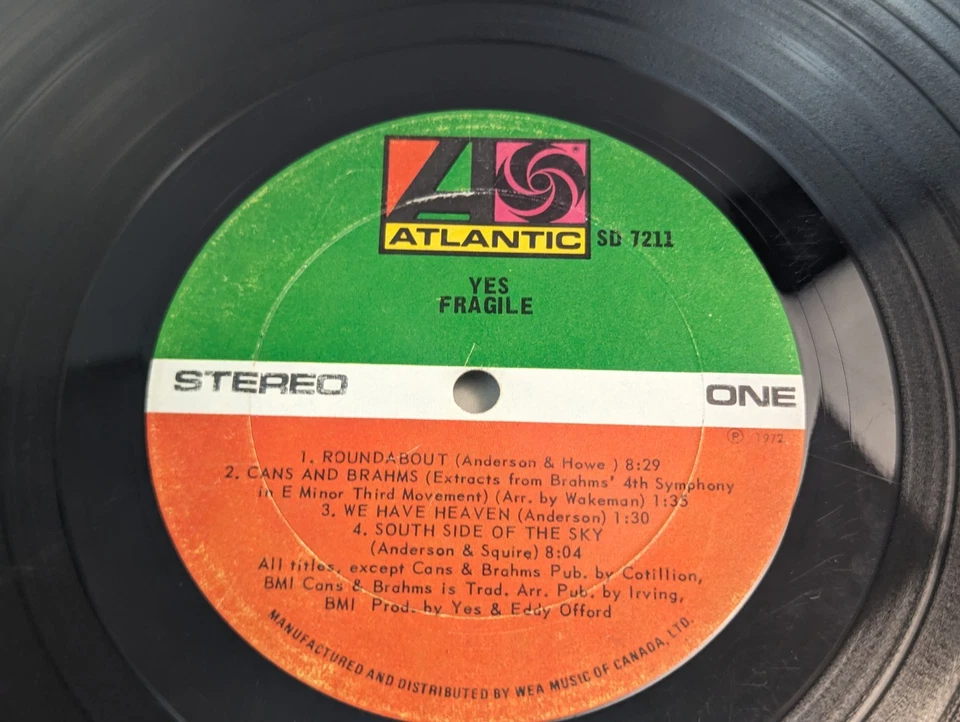 ATLANTIC
SD 7211
YES
FRAGILE
STEREO
ONE
℗ 1972
1. ROUNDABOUT (Anderson & Howe ) 8:29
2. CANS AND BRAHMS (Extracts from Brahms' 4th Symphony
in E Minor Third Movement) (Arr. by Wakeman) 1:35
3. WE HAVE HEAVEN (Anderson) 1:30
4. SOUTH SIDE OF THE SKY
(Anderson & Squire) 8:04
All titles, except Cans & Brahms Pub. by Cotillion,
BMI Cans & Brahms is Trad. Arr. Pub. by Irving,
BMI Prod. by Yes & Eddy Offord
MANUFACTURED AND DISTRIBUTED BY WEA MUSIC OF CANADA, LTD.